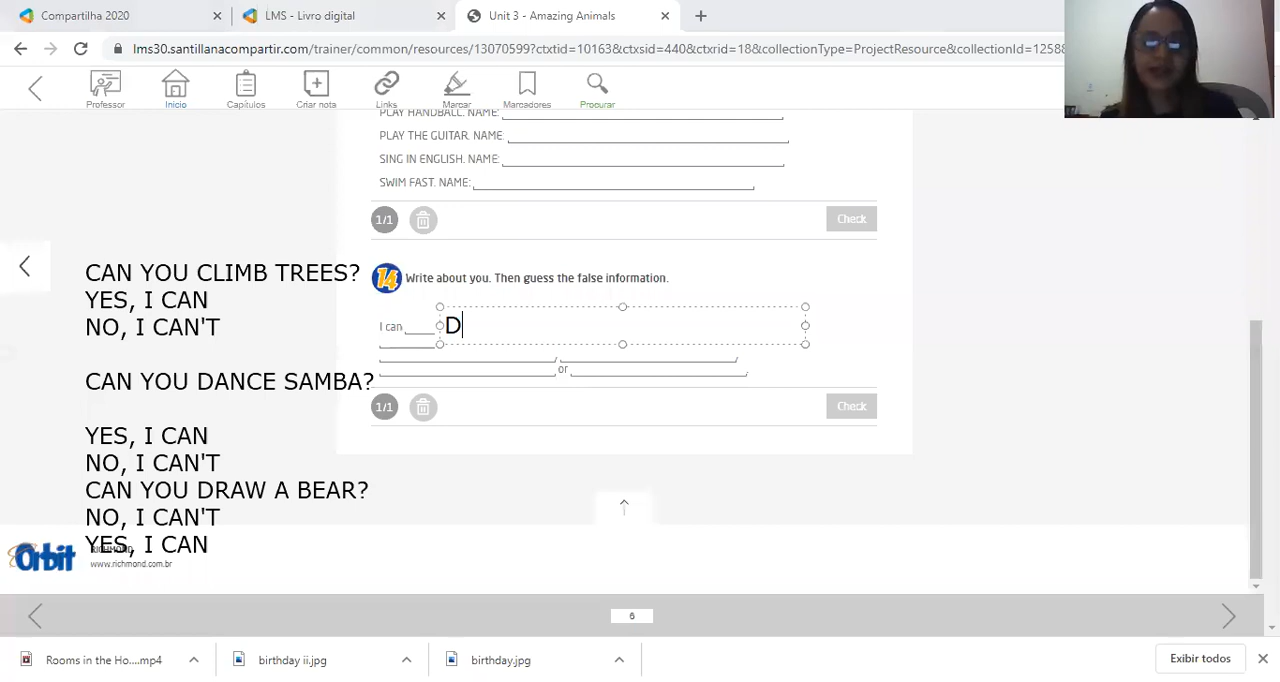 Compartilha 2020
LMS - Livro digital
Unit 3 - Amazing Animals
lms30.santillanacompartir.com/trainer/common/resources/13070599?ctxtid=10163&ctxsid=440&ctxrid=18&collectionType=ProjectResource&collectionId=12588
Professor
Início
Capítulos
Criar nota
Links
Marcar
Marcadores
Procurar
PLAY HANDBALL. NAME:
PLAY THE GUITAR. NAME:
SING IN ENGLISH. NAME:
SWIM FAST. NAME:
1/1
Check
14 Write about you. Then guess the false information.
I can D
or
1/1
Check
CAN YOU CLIMB TREES?
YES, I CAN
NO, I CAN'T
CAN YOU DANCE SAMBA?
YES, I CAN
NO, I CAN'T
CAN YOU DRAW A BEAR?
NO, I CAN'T
YES, I CAN
Orbit
RICHMOND
www.richmond.com.br
6
Rooms in the Ho....mp4
birthday ii.jpg
birthday.jpg
Exibir todos